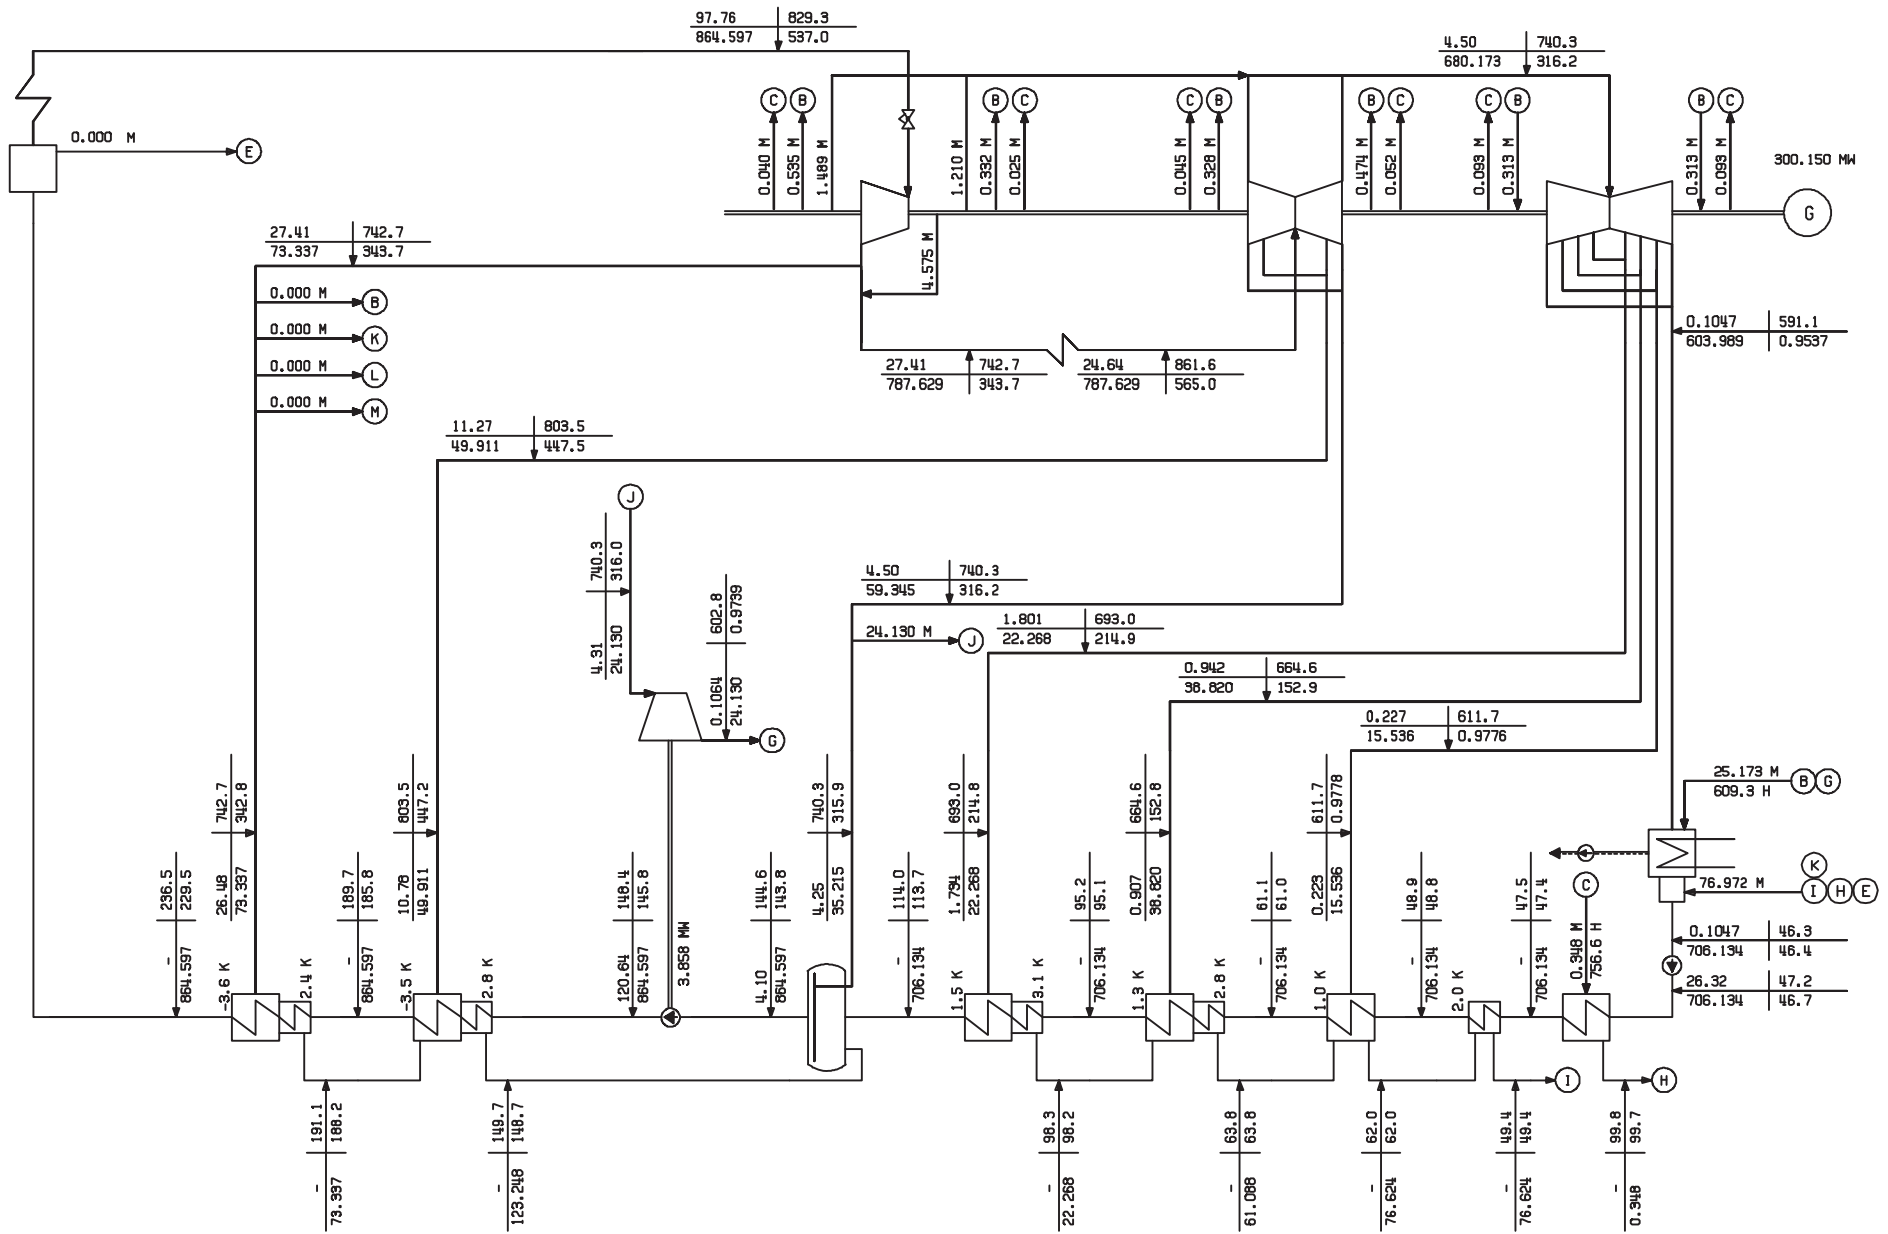 97.76 829.3
864.597 537.0
4.50 740.3
680.173 316.2
C B B C C B B C C B B C
0.040 M
0.535 M
1.489 M
1.210 M
0.332 M
0.025 M
0.045 M
0.328 M
0.474 M
0.052 M
0.093 M
0.313 M
0.313 M
0.093 M
300.150 MW
G
0.000 M
E
27.41 742.7
73.337 343.7
4.575 M
0.000 M B
0.000 M K
0.000 M L
0.000 M M
0.1047 591.1
603.989 0.9537
27.41 742.7
787.629 343.7
24.64 861.6
787.629 565.0
11.27 803.5
49.911 447.5
J
740.3
316.0
4.31
24.130
602.8
0.9739
0.1064
24.130
G
4.50 740.3
59.345 316.2
24.130 M J
1.801 693.0
22.268 214.9
0.942 664.6
38.820 152.9
0.227 611.7
15.536 0.9776
25.173 M B G
609.3 H
742.7
342.8
26.48
73.337
803.5
447.2
10.78
49.911
740.3
315.9
4.25
35.215
693.0
214.8
1.734
22.268
664.6
152.8
0.907
38.820
611.7
0.9778
0.223
15.536
K
76.972 M I H E
C
0.348 M
756.6 H
0.1047 46.3
706.134 46.4
26.32 47.2
706.134 46.7
236.5
229.5
-
864.597
189.7
185.8
-
864.597
148.4
145.8
120.64
864.597
3.858 MW
144.6
143.8
4.10
864.597
114.0
113.7
-
706.134
95.2
95.1
-
706.134
61.1
61.0
-
706.134
48.9
48.8
-
706.134
47.5
47.4
-
706.134
-3.6 K
2.4 K
-3.5 K
2.8 K
1.5 K
3.1 K
1.3 K
2.8 K
1.0 K
2.0 K
I
H
191.1
188.2
-
73.337
149.7
148.7
-
123.248
98.3
98.2
-
22.268
63.8
63.8
-
61.088
62.0
62.0
-
76.624
49.4
49.4
-
76.624
99.8
99.7
-
0.348